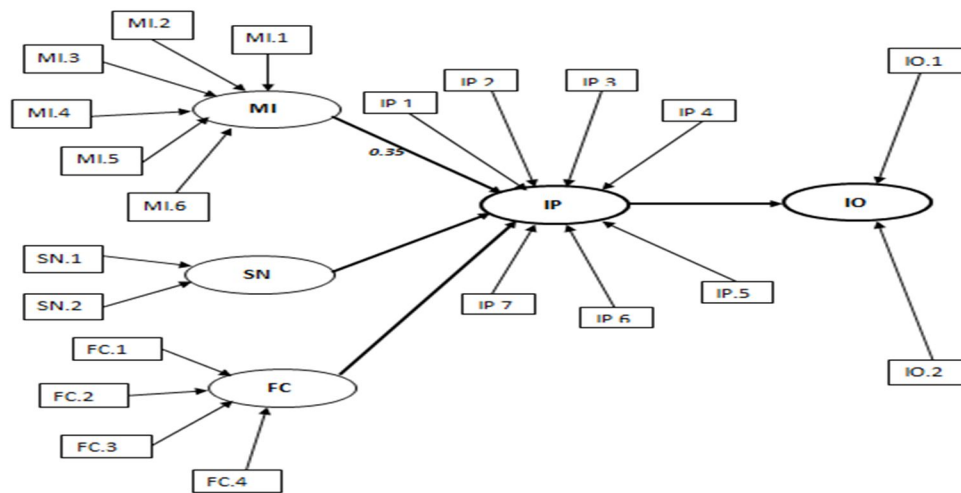 MI.2
MI.1
MI.3
MI.4
MI.5
MI.6
MI
0.35
IP 1
IP 2
IP 3
IP 4
IP
IP.5
IP 6
IP 7
IO.1
IO
IO.2
SN.1
SN.2
SN
FC.1
FC.2
FC.3
FC.4
FC